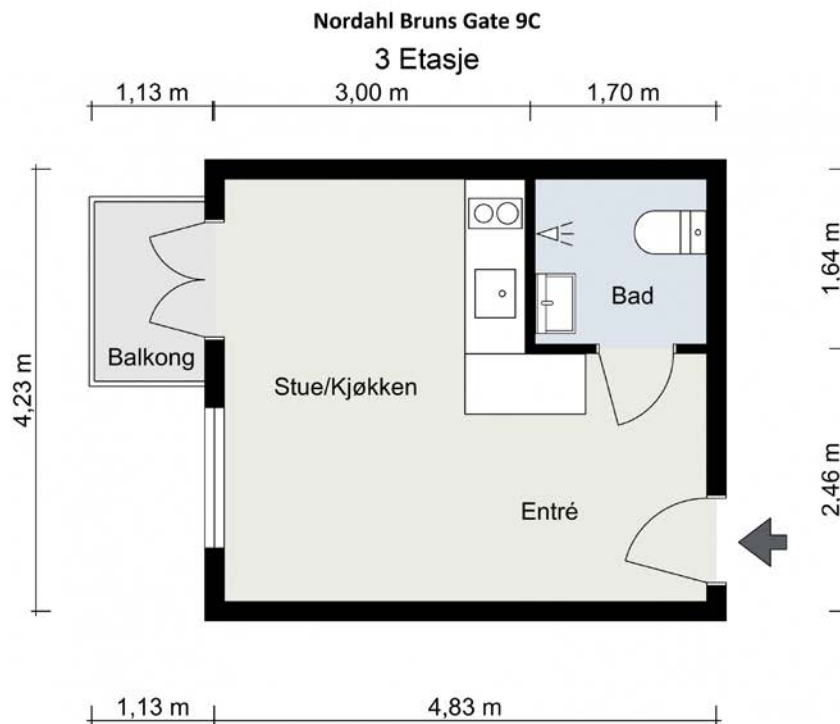 Nordahl Bruns Gate 9C
3 Etasje
1,13 m
3,00 m
1,70 m
4,23 m
1,64 m
2,46 m
Bad
Balkong
Stue/Kjøkken
Entré
1,13 m
4,83 m